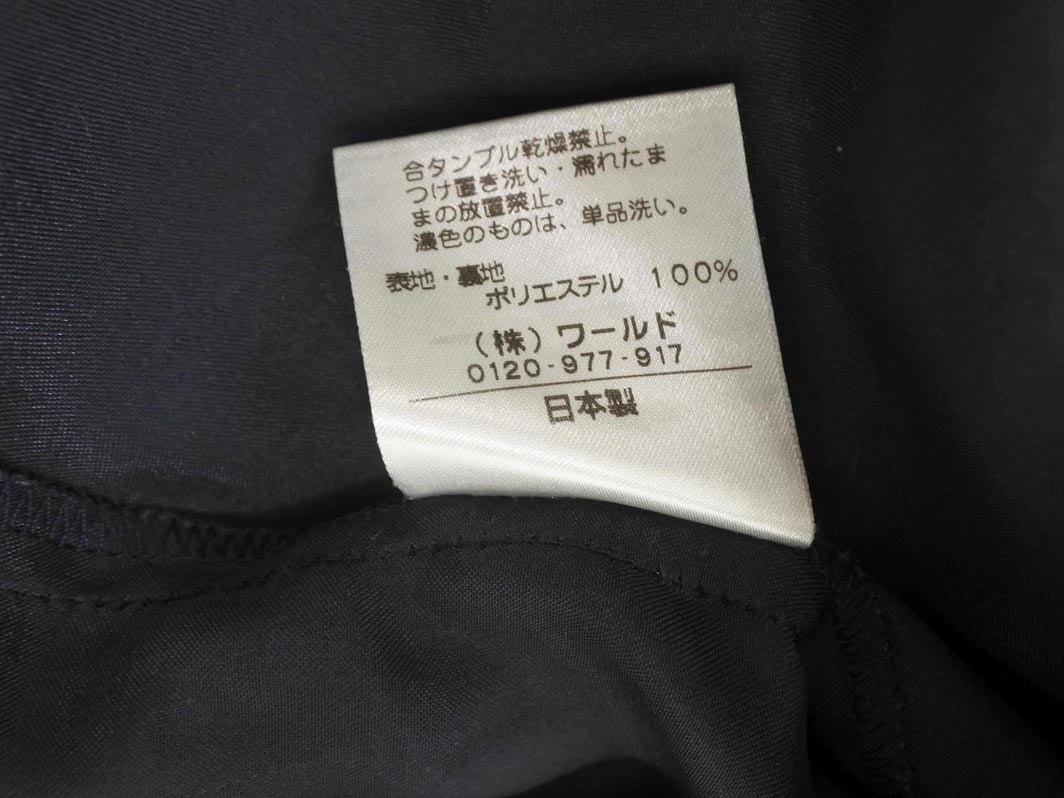 合タンブル乾燥禁止。
つけ置き洗い・濡れたま
まの放置禁止。
濃色のものは、単品洗い。
表地・裏地
ポリエステル 100%
（株）ワールド
0120-977-917
日本製